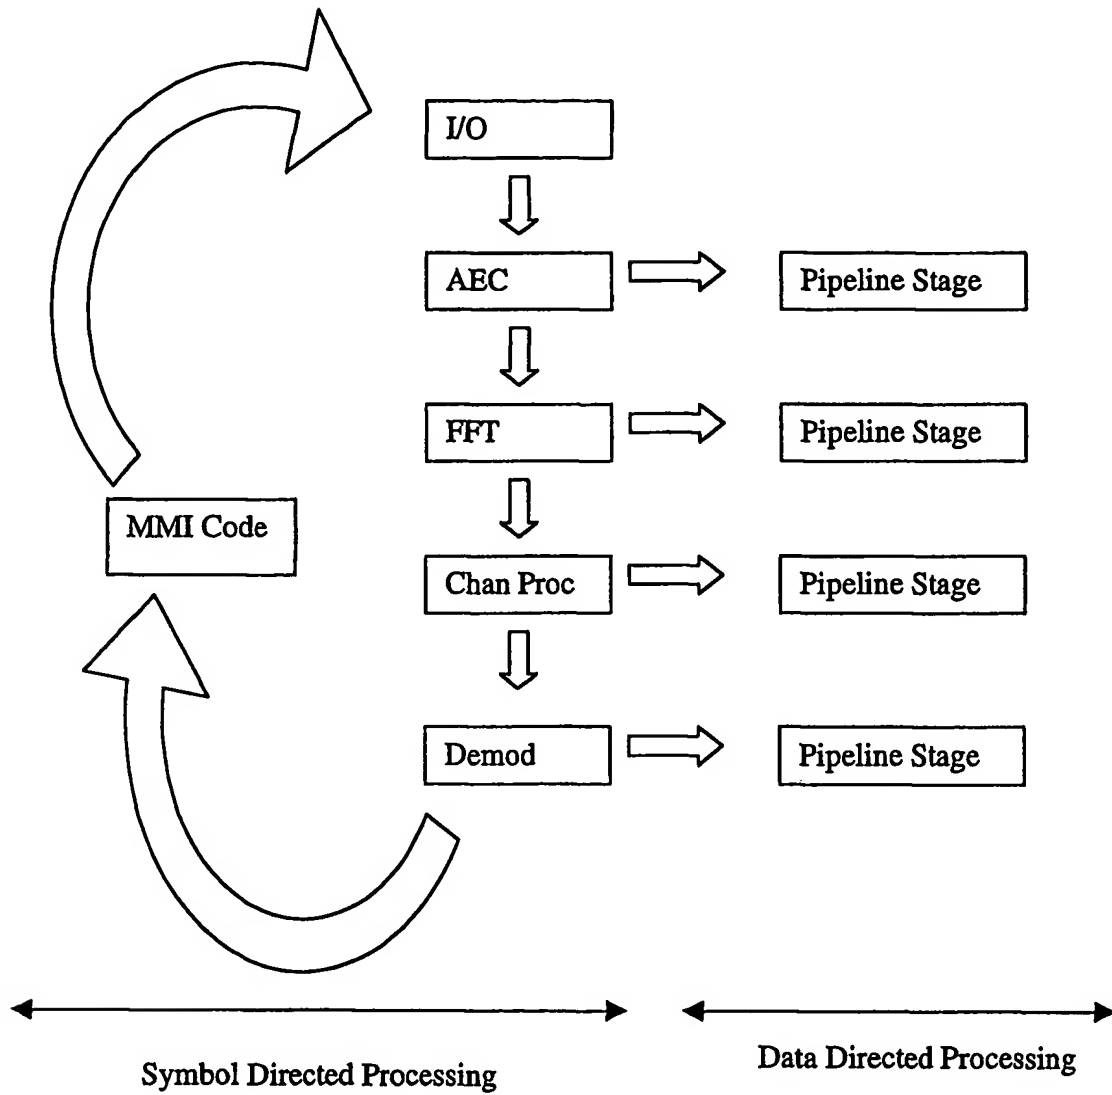 I/O
AEC
Pipeline Stage
FFT
Pipeline Stage
MMI Code
Chan Proc
Pipeline Stage
Demod
Pipeline Stage
Symbol Directed Processing
Data Directed Processing